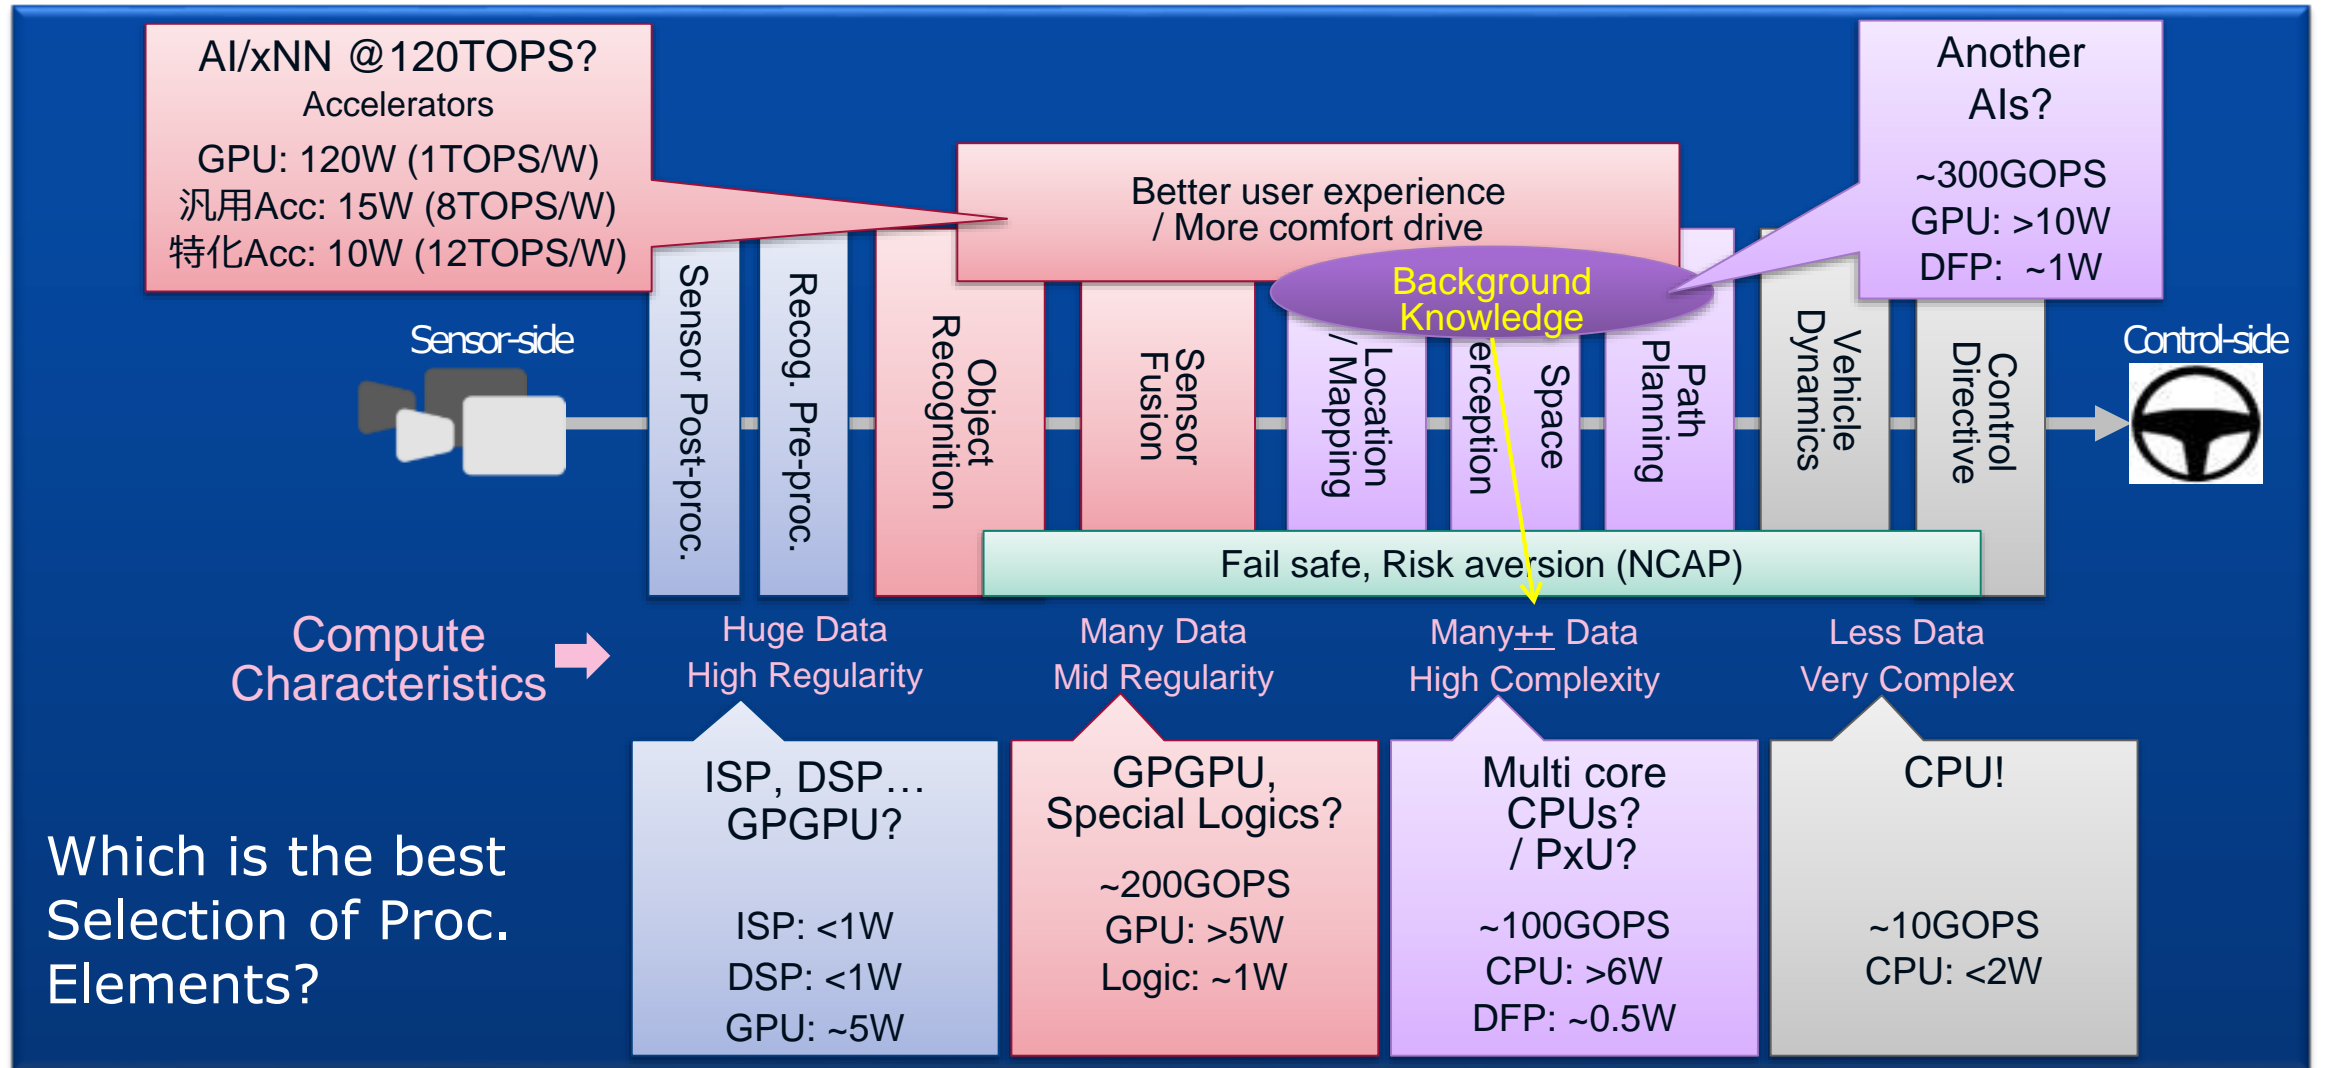 AI/xNN @120TOPS?
Accelerators
GPU: 120W (1TOPS/W)
汎用Acc: 15W (8TOPS/W)
特化Acc: 10W (12TOPS/W)
Another
AIs?
~300GOPS
GPU: >10W
DFP: ~1W
Better user experience
/ More comfort drive
Background
Knowledge
Sensor-side
Sensor Post-proc.
Recog. Pre-proc.
Object
Recognition
Sensor
Fusion
Location
/ Mapping
Space
erception
Path
Planning
Vehicle
Dynamics
Control
Directive
Control-side
Fail safe, Risk aversion (NCAP)
Compute
Characteristics
Huge Data
High Regularity
Many Data
Mid Regularity
Many++ Data
High Complexity
Less Data
Very Complex
Which is the best
Selection of Proc.
Elements?
ISP, DSP…
GPGPU?
ISP: <1W
DSP: <1W
GPU: ~5W
GPGPU,
Special Logics?
~200GOPS
GPU: >5W
Logic: ~1W
Multi core
CPUs?
/ PxU?
~100GOPS
CPU: >6W
DFP: ~0.5W
CPU!
~10GOPS
CPU: <2W